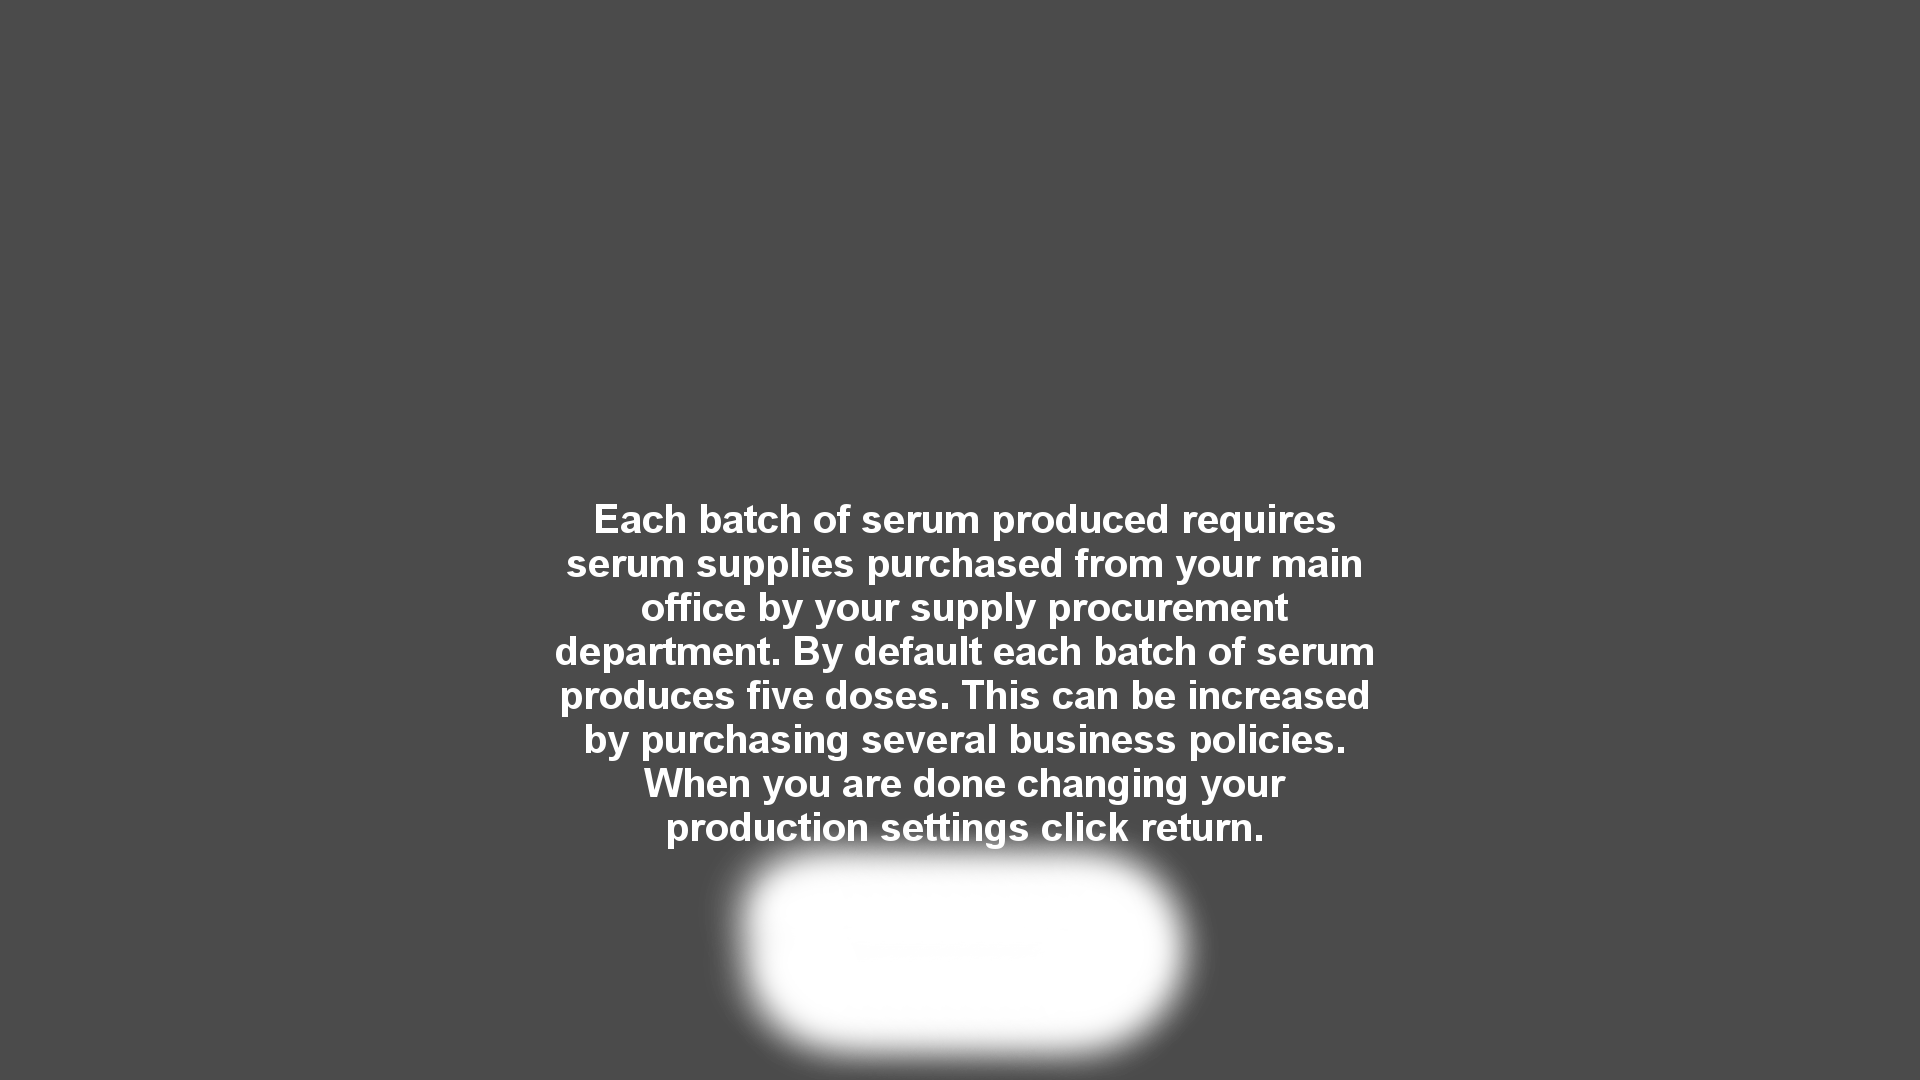 Each batch of serum produced requires
serum supplies purchased from your main
office by your supply procurement
department. By default each batch of serum
produces five doses. This can be increased
by purchasing several business policies.
When you are done changing your
production settings click return.